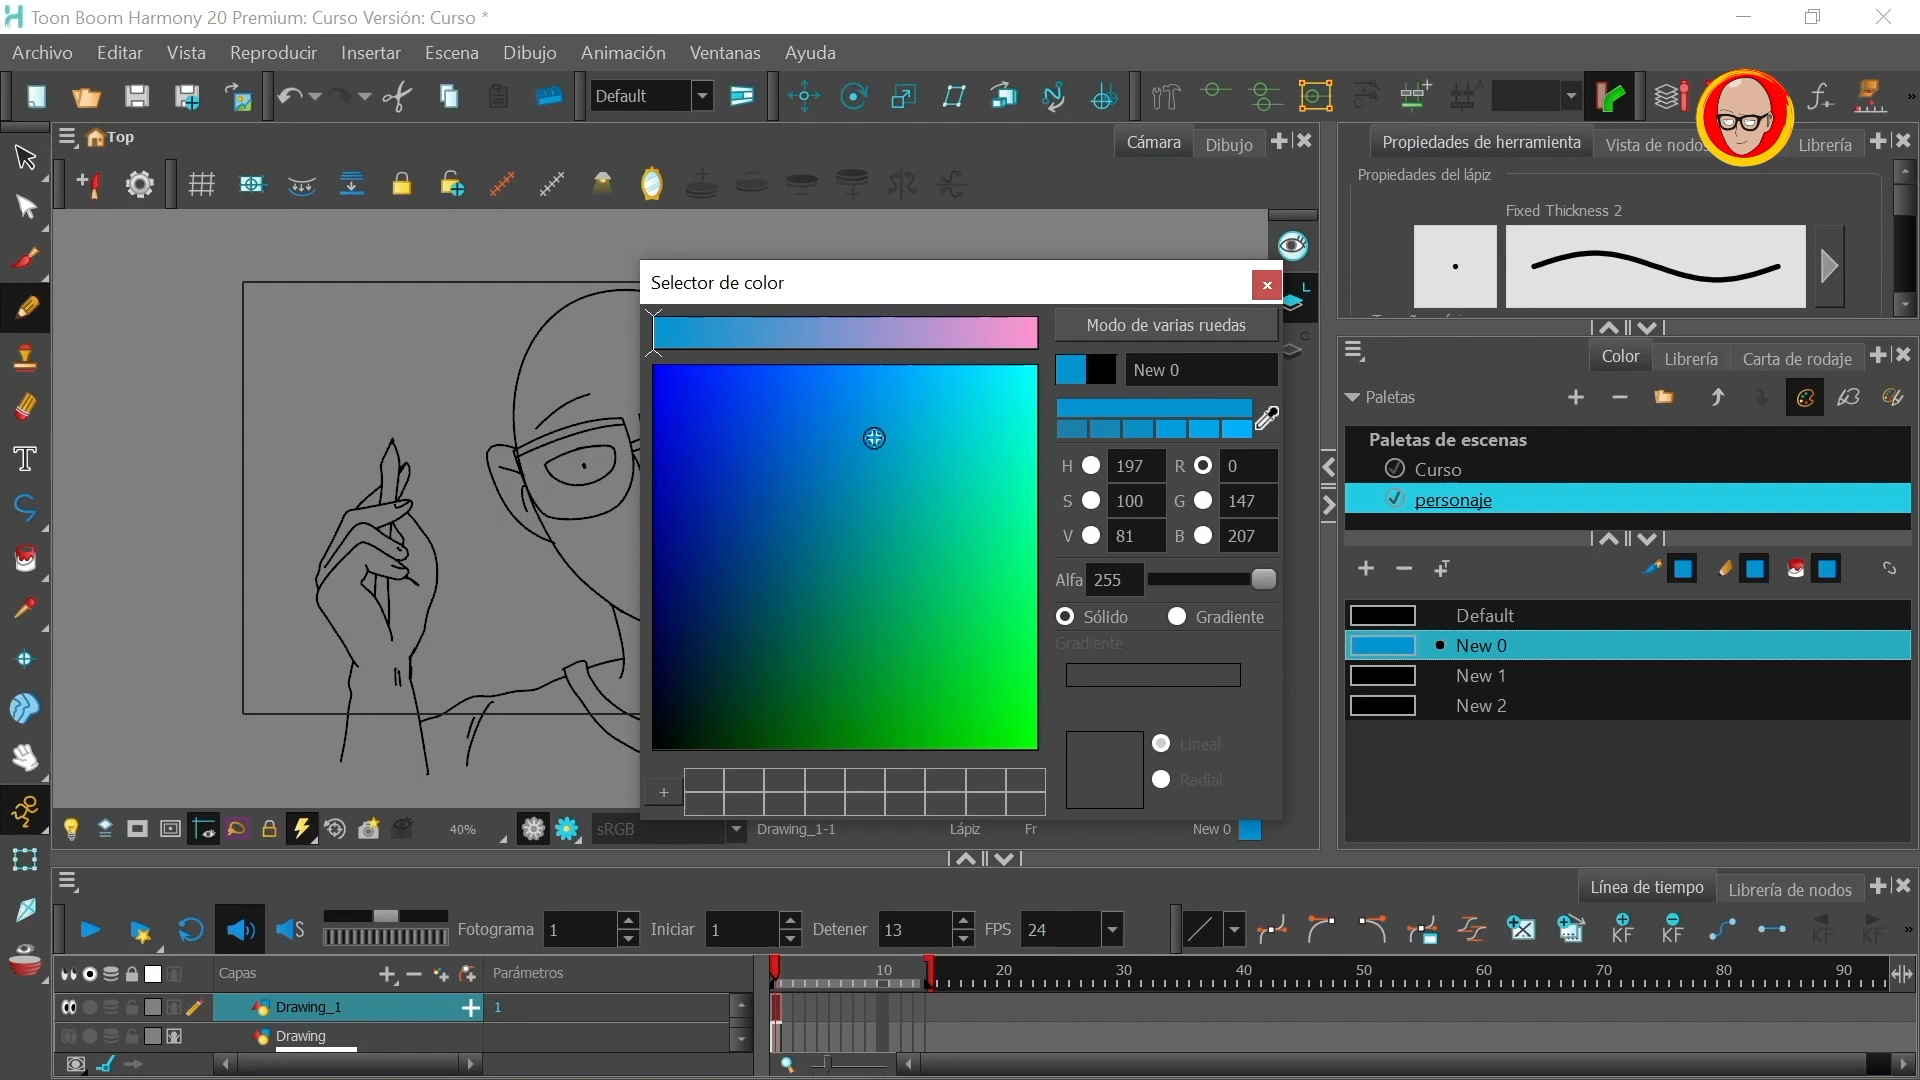 Toon Boom Harmony 20 Premium: Curso Versión: Curso *
Archivo Editar Vista Reproducir Insertar Escena Dibujo Animación Ventanas Ayuda
Default
Top
Cámara
Dibujo
Propiedades de herramienta
Vista de nodos
Librería
Propiedades del lápiz
Fixed Thickness 2
Selector de color
Modo de varias ruedas
New 0
H 197 R 0
S 100 G 147
V 81 B 207
Alfa 255
Sólido Gradiente
Gradiente
Lineal
Radial
L
C
Color
Librería
Carta de rodaje
Paletas
Paletas de escenas
Curso
personaje
Default
New 0
New 1
New 2
40%
sRGB
Drawing_1-1
Lápiz
Fr
New 0
Línea de tiempo
Librería de nodos
Fotograma 1 Iniciar 1 Detener 13 FPS 24
KF KF KF KF
Capas
Parámetros
10 20 30 40 50 60 70 80 90
Drawing_1
1
Drawing